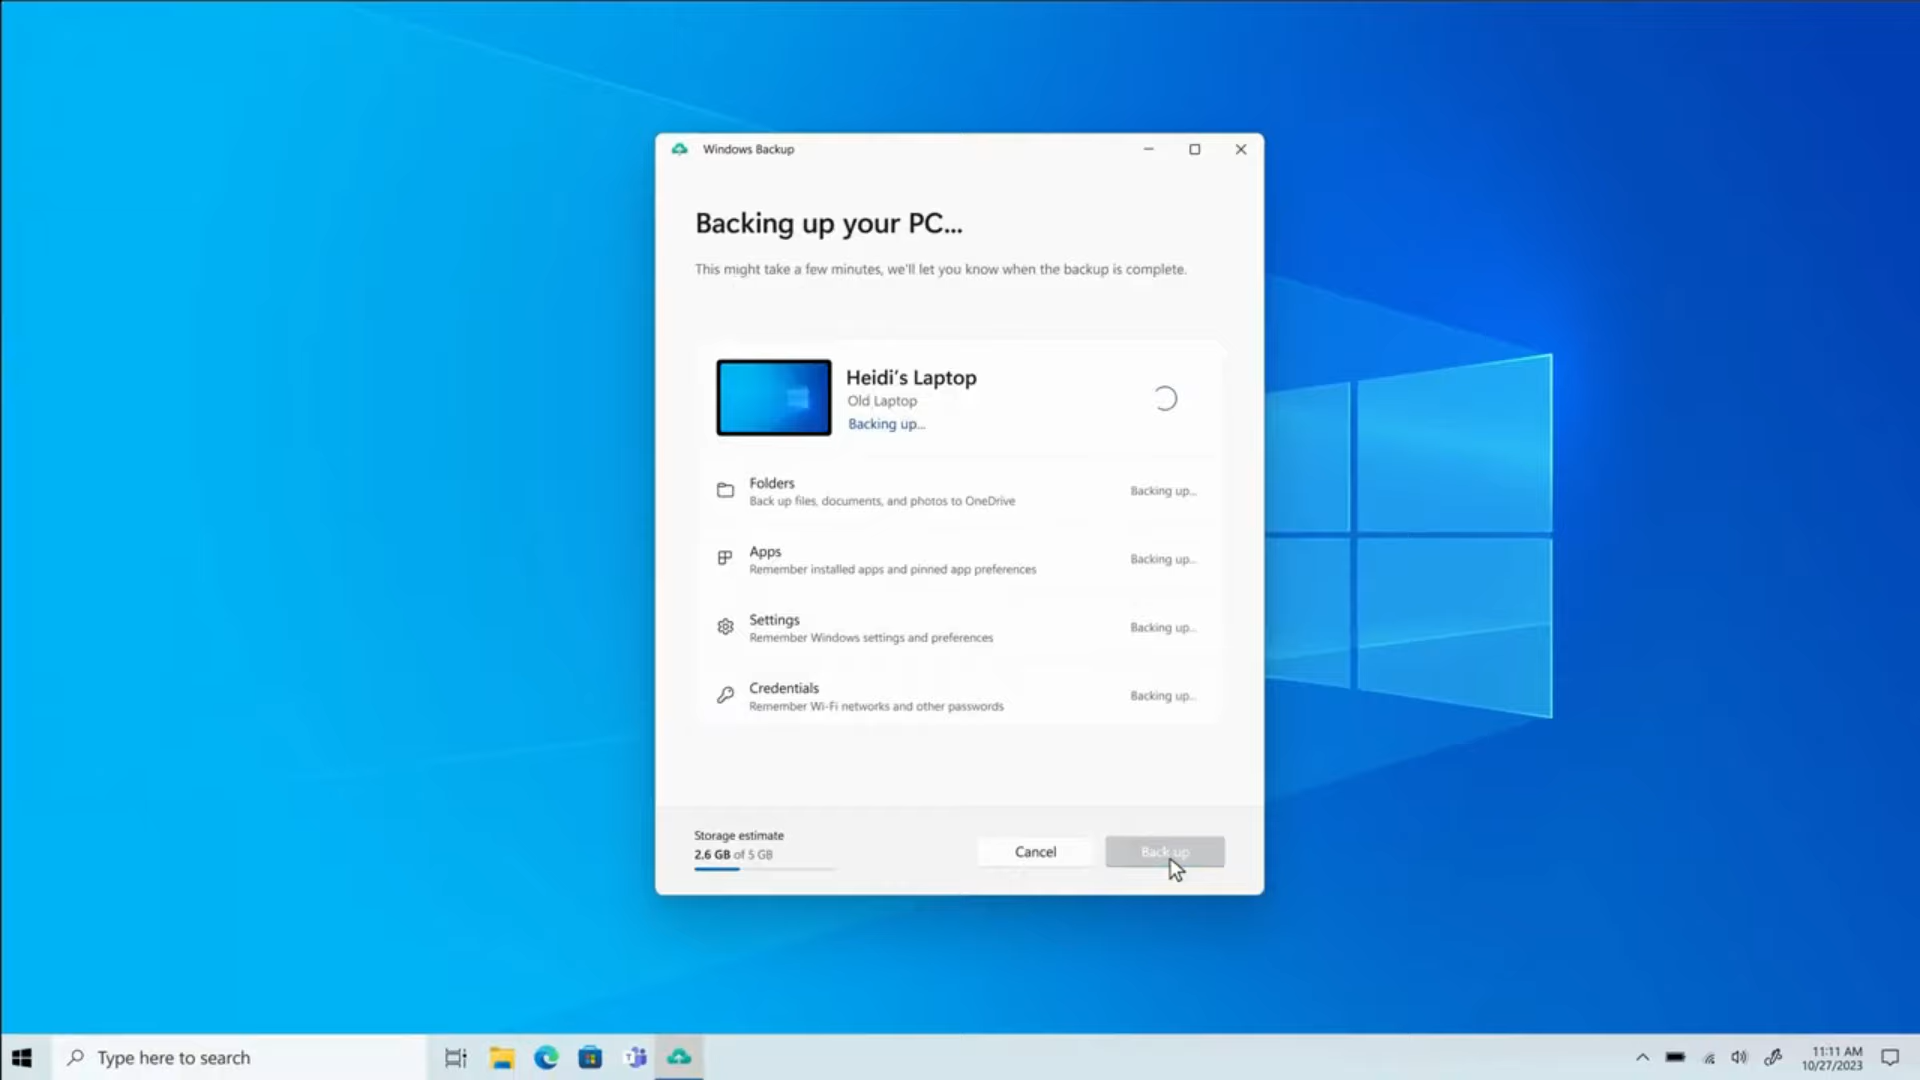 Windows Backup
Backing up your PC...
This might take a few minutes, we'll let you know when the backup is complete.
Heidi's Laptop
Old Laptop
Backing up...
Folders
Back up files, documents, and photos to OneDrive
Backing up...
Apps
Remember installed apps and pinned app preferences
Backing up...
Settings
Remember Windows settings and preferences
Backing up...
Credentials
Remember Wi-Fi networks and other passwords
Backing up...
Storage estimate
2.6 GB of 5 GB
Cancel
Back up
Type here to search
11:11 AM
10/27/2023